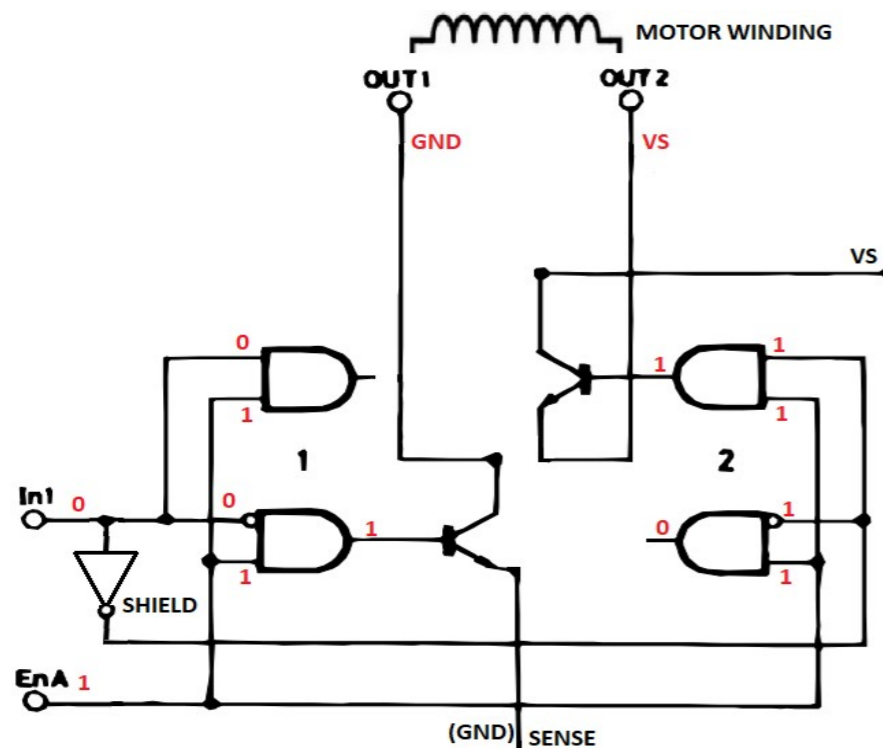 MOTOR WINDING
OUT 1
OUT 2
GND
VS
VS
0
1
1
1
1
1
2
In1
0
0
1
1
0
1
1
SHIELD
EnA
1
(GND)
SENSE